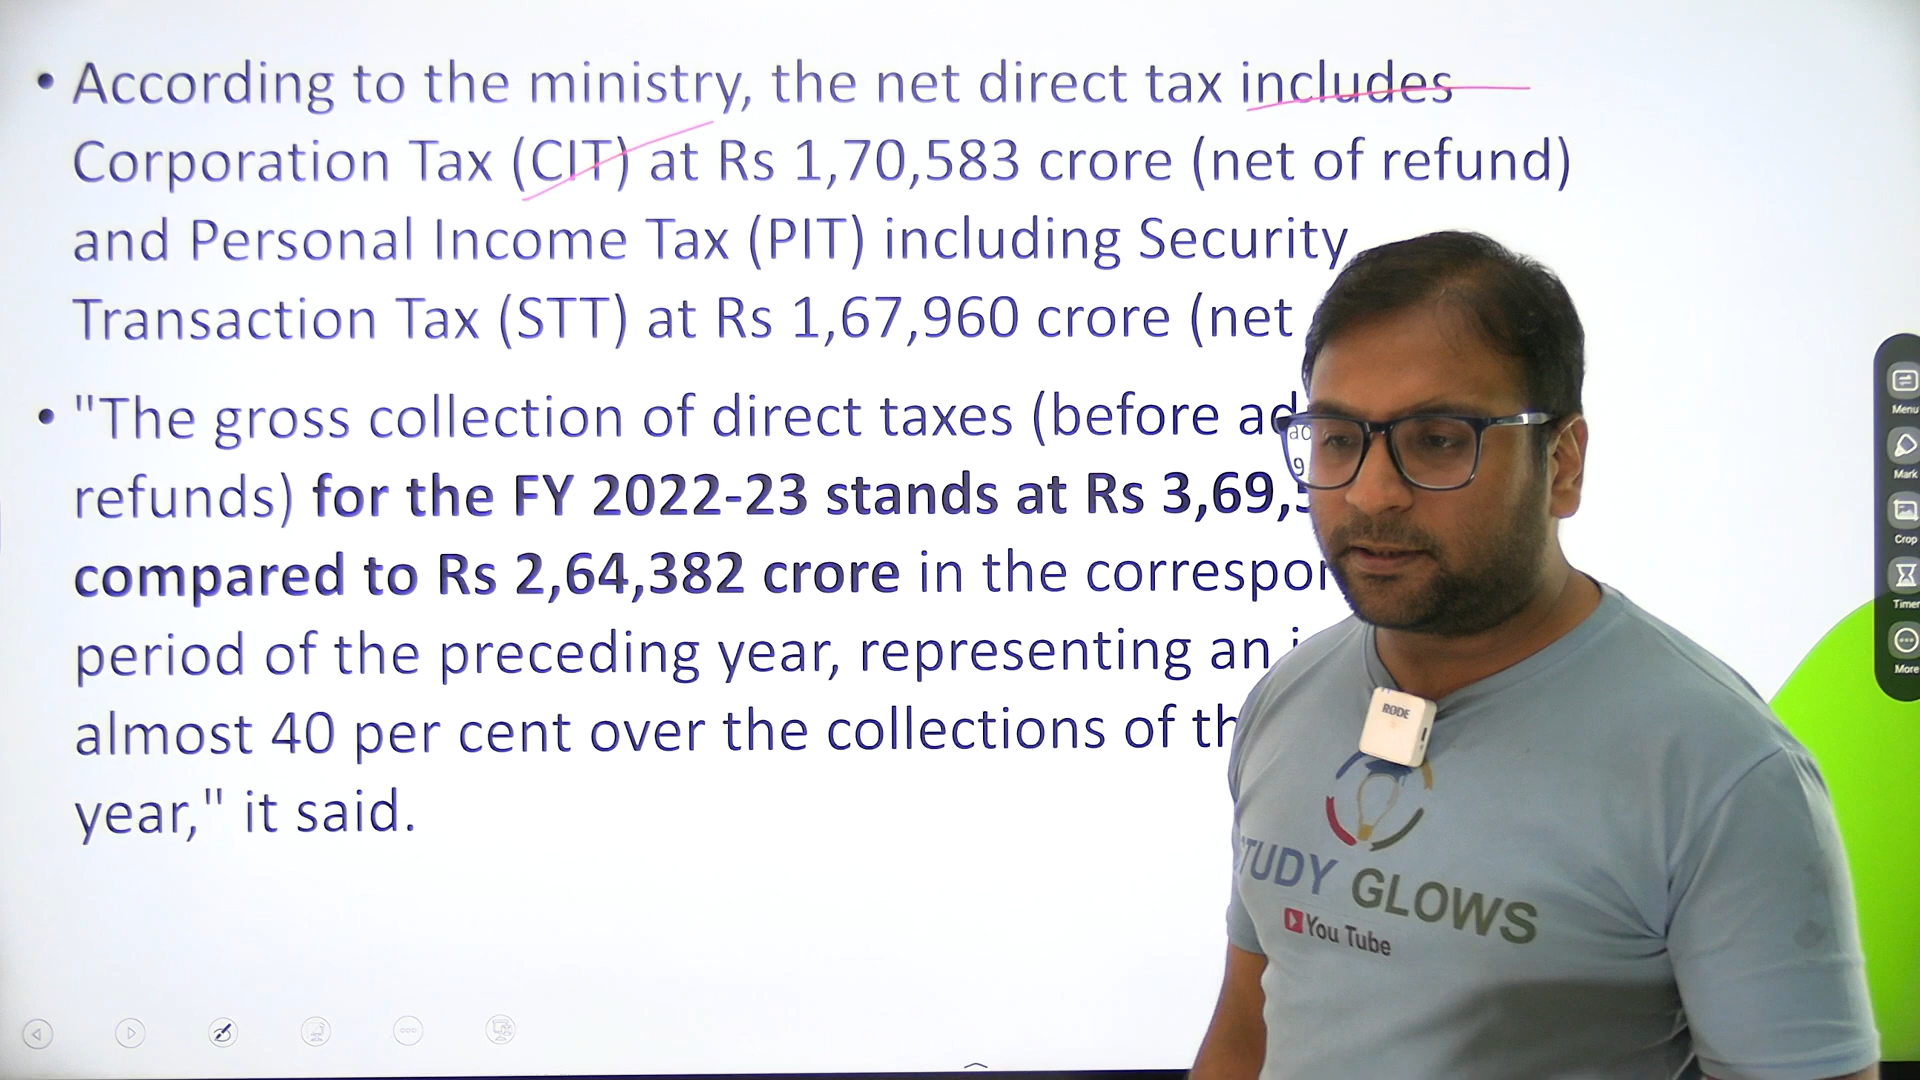 • According to the ministry, the net direct tax includes
Corporation Tax (CIT) at Rs 1,70,583 crore (net of refund)
and Personal Income Tax (PIT) including Security
Transaction Tax (STT) at Rs 1,67,960 crore (net
• "The gross collection of direct taxes (before
refunds) for the FY 2022-23 stands at Rs 3,69,
compared to Rs 2,64,382 crore in the
period of the preceding year, representing an
almost 40 per cent over the collections of
year," it said.
Menu
Mark
Crop
Timer
More
RODE
STUDY GLOWS
You Tube